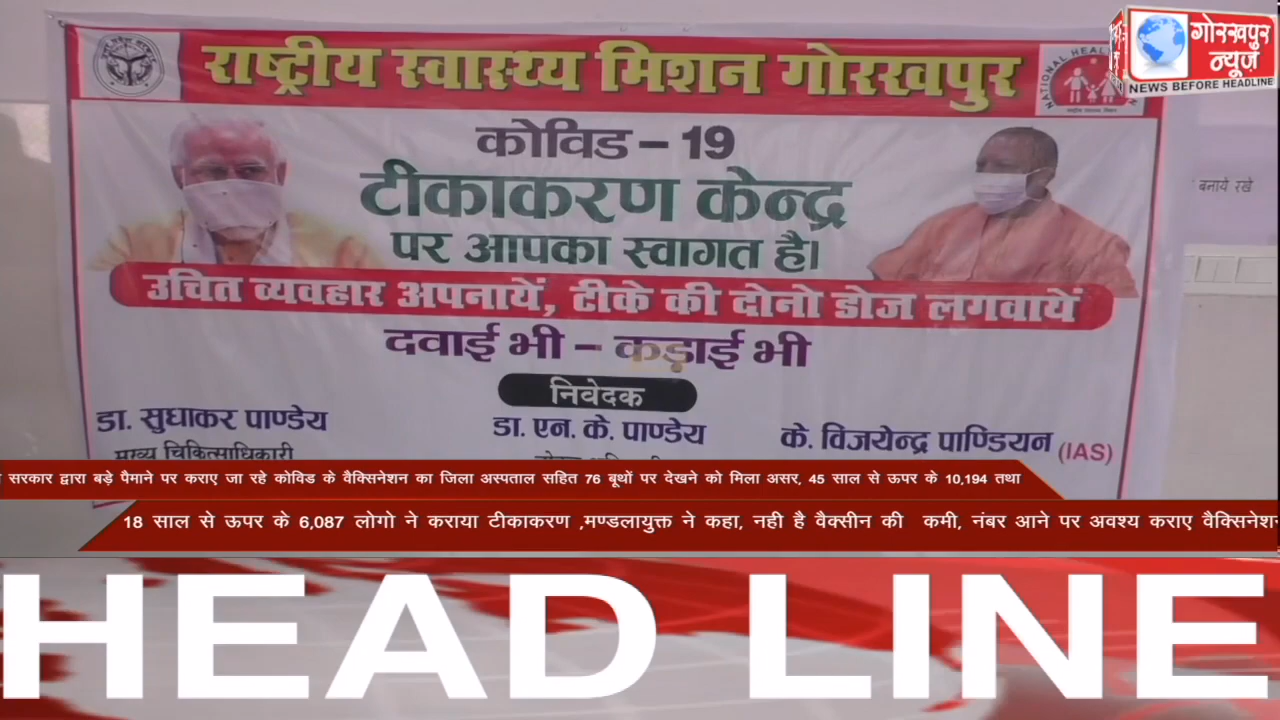 राष्ट्रीय स्वास्थ्य मिशन गोरखपुर
NATIONAL HEAL
गोरखपुर
न्यूज
NEWS BEFORE HEADLINE
कोविड – 19
टीकाकरण केन्द्र
पर आपका स्वागत है।
बनाये रखे
उचित व्यवहार अपनायें, टीके की दोनो डोज लगवायें
दवाई भी – कड़ाई भी
निवेदक
डा. सुधाकर पाण्डेय
मुख्य चिकित्साधिकारी
डा. एन. के. पाण्डेय
के. विजयेन्द्र पाण्डियन (IAS)
सरकार द्वारा बड़े पैमाने पर कराए जा रहे कोविड के वैक्सिनेशन का जिला अस्पताल सहित 76 बूथों पर देखने को मिला असर, 45 साल से ऊपर के 10,194 तथा
18 साल से ऊपर के 6,087 लोगो ने कराया टीकाकरण ,मण्डलायुक्त ने कहा, नही है वैक्सीन की कमी, नंबर आने पर अवश्य कराए वैक्सिनेशन
HEAD LINE